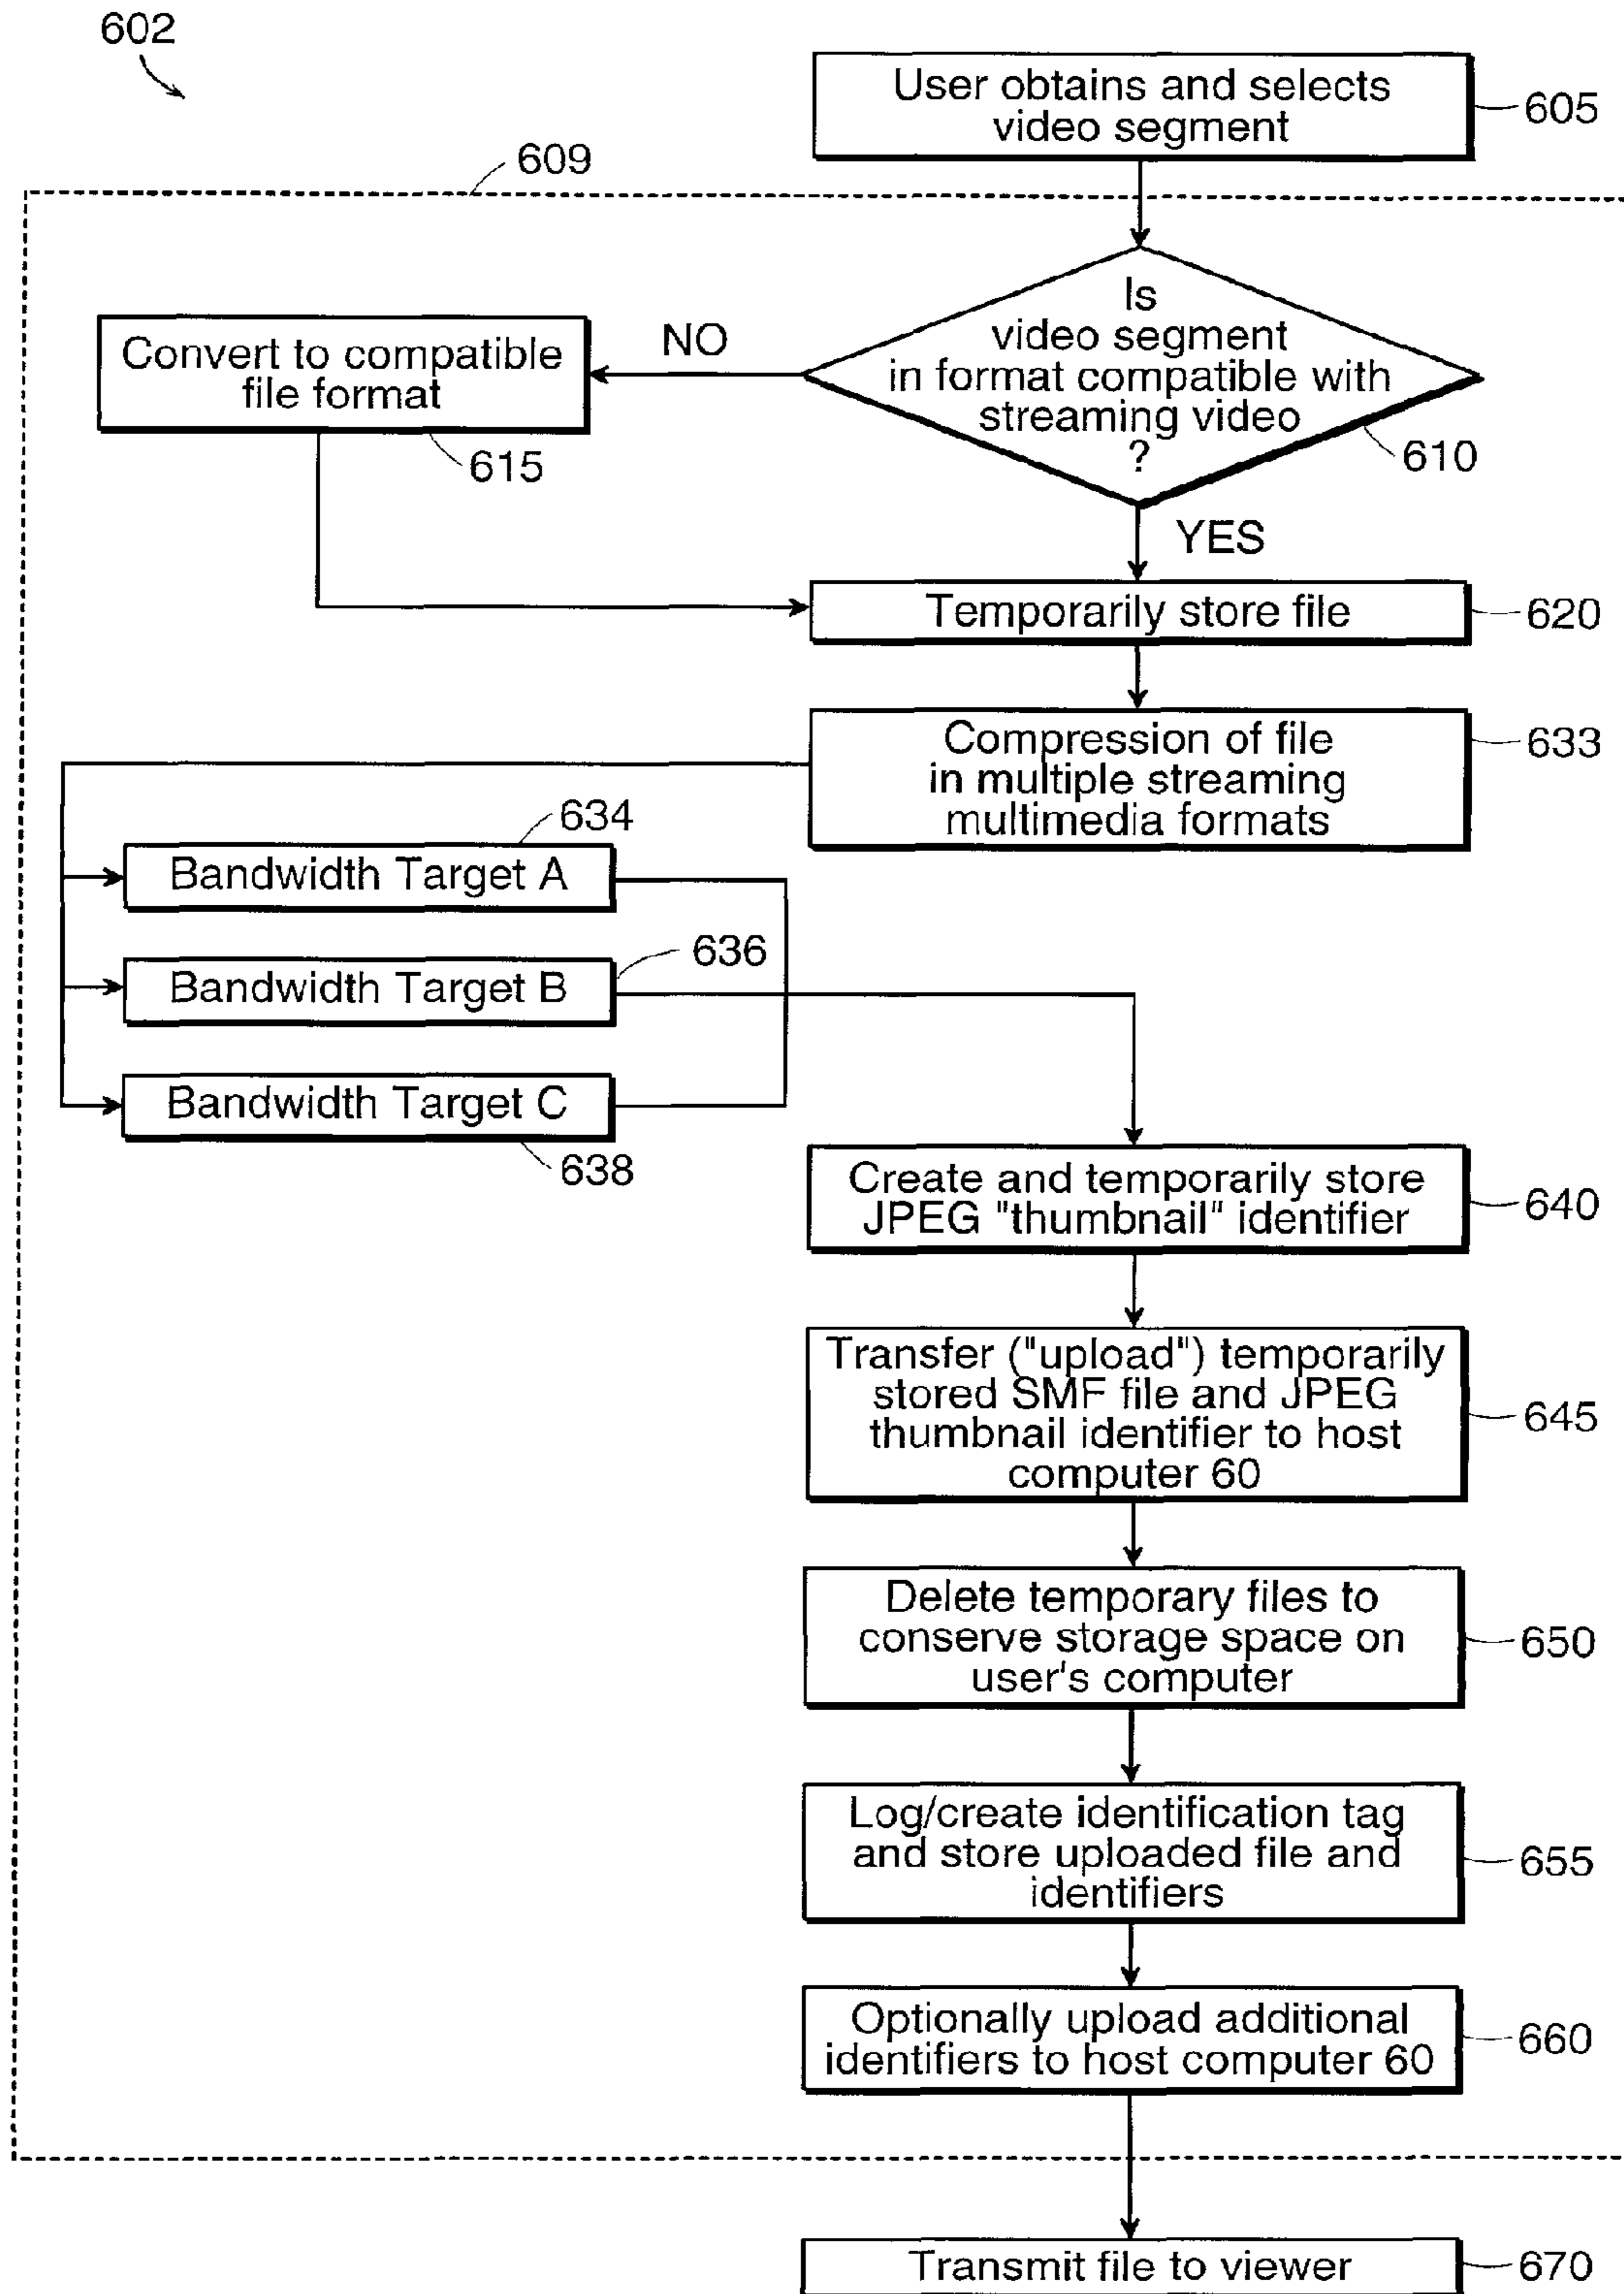 602
User obtains and selects
video segment
605
609
Is
video segment
in format compatible with
streaming video
?
610
NO
Convert to compatible
file format
615
YES
Temporarily store file
620
Compression of file
in multiple streaming
multimedia formats
633
634
Bandwidth Target A
636
Bandwidth Target B
Bandwidth Target C
638
Create and temporarily store
JPEG "thumbnail" identifier
640
Transfer ("upload") temporarily
stored SMF file and JPEG
thumbnail identifier to host
computer 60
645
Delete temporary files to
conserve storage space on
user's computer
650
Log/create identification tag
and store uploaded file and
identifiers
655
Optionally upload additional
identifiers to host computer 60
660
Transmit file to viewer
670